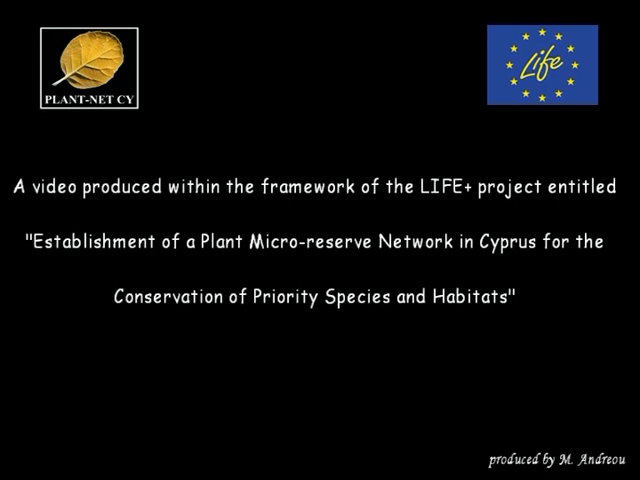 PLANT-NET CY
Life
A video produced within the framework of the LIFE+ project entitled
"Establishment of a Plant Micro-reserve Network in Cyprus for the
Conservation of Priority Species and Habitats"
produced by M. Andreou